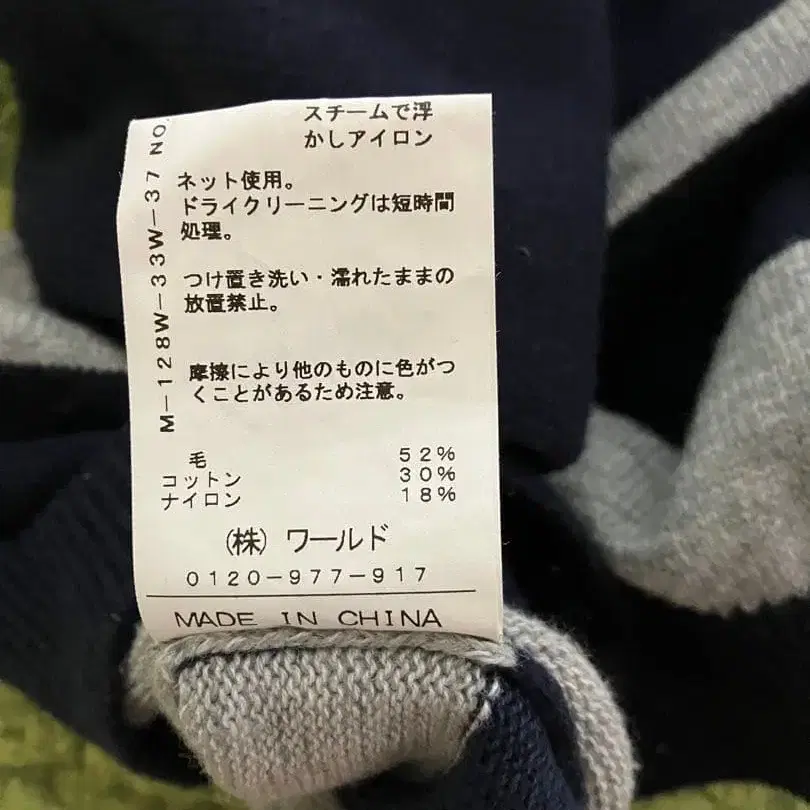 スチームで浮
かしアイロン
ネット使用。
ドライクリーニングは短時間
処理。
つけ置き洗い・濡れたままの
放置禁止。
摩擦により他のものに色がつ
くことがあるため注意。
毛 52%
コットン 30%
ナイロン 18%
(株) ワールド
0120-977-917
MADE IN CHINA
M-128W-33W-37 NO.